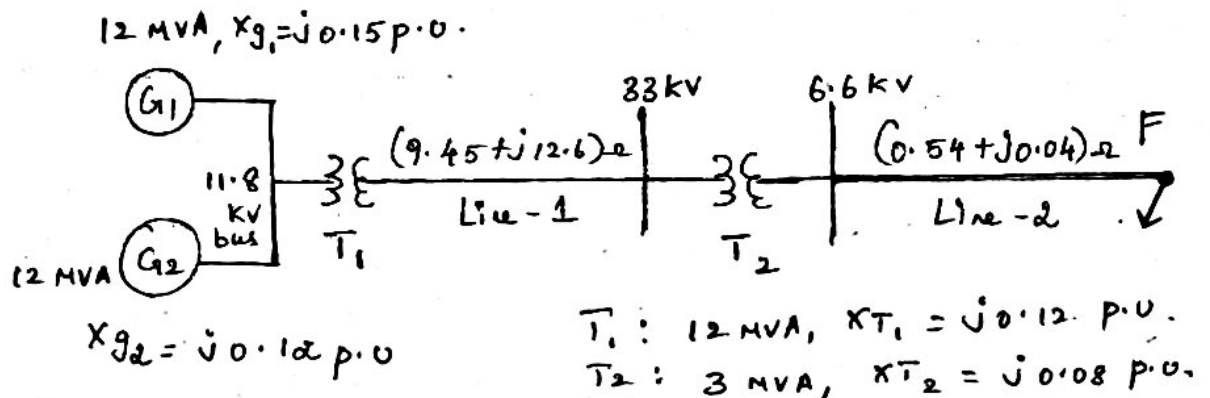 12 MVA, xg₁=j0.15 p.u.
G1
11.8
KV
bus
12 MVA
G2
xg₂ = j0.12 p.u
T₁
(9.45+j12.6)Ω
Line-1
33 KV
T₂
6.6 KV
(0.54+j0.04)Ω
Line-2
F
T₁ : 12 MVA, xT₁ = j0.12 p.u.
T2 : 3 MVA, xT₂ = j0.08 p.u.